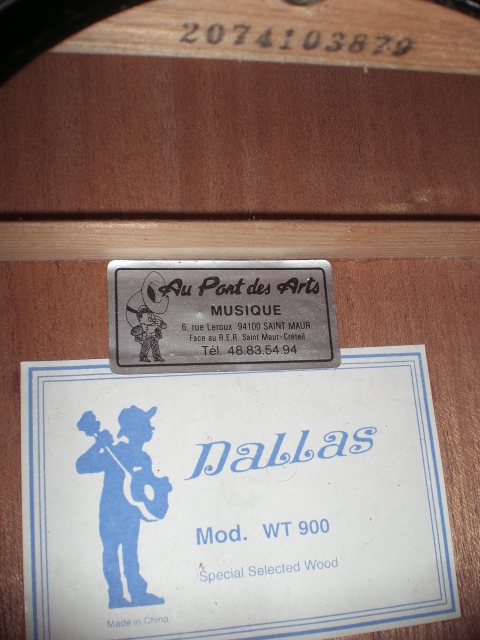 2074103879
Au Pont des Arts
MUSIQUE
6, rue Leroux 94100 SAINT MAUR
Face au R.E.R. Saint Maur-Créteil
Tél. 48.83.54.94
Dallas
Mod. WT 900
Special Selected Wood
Made in China